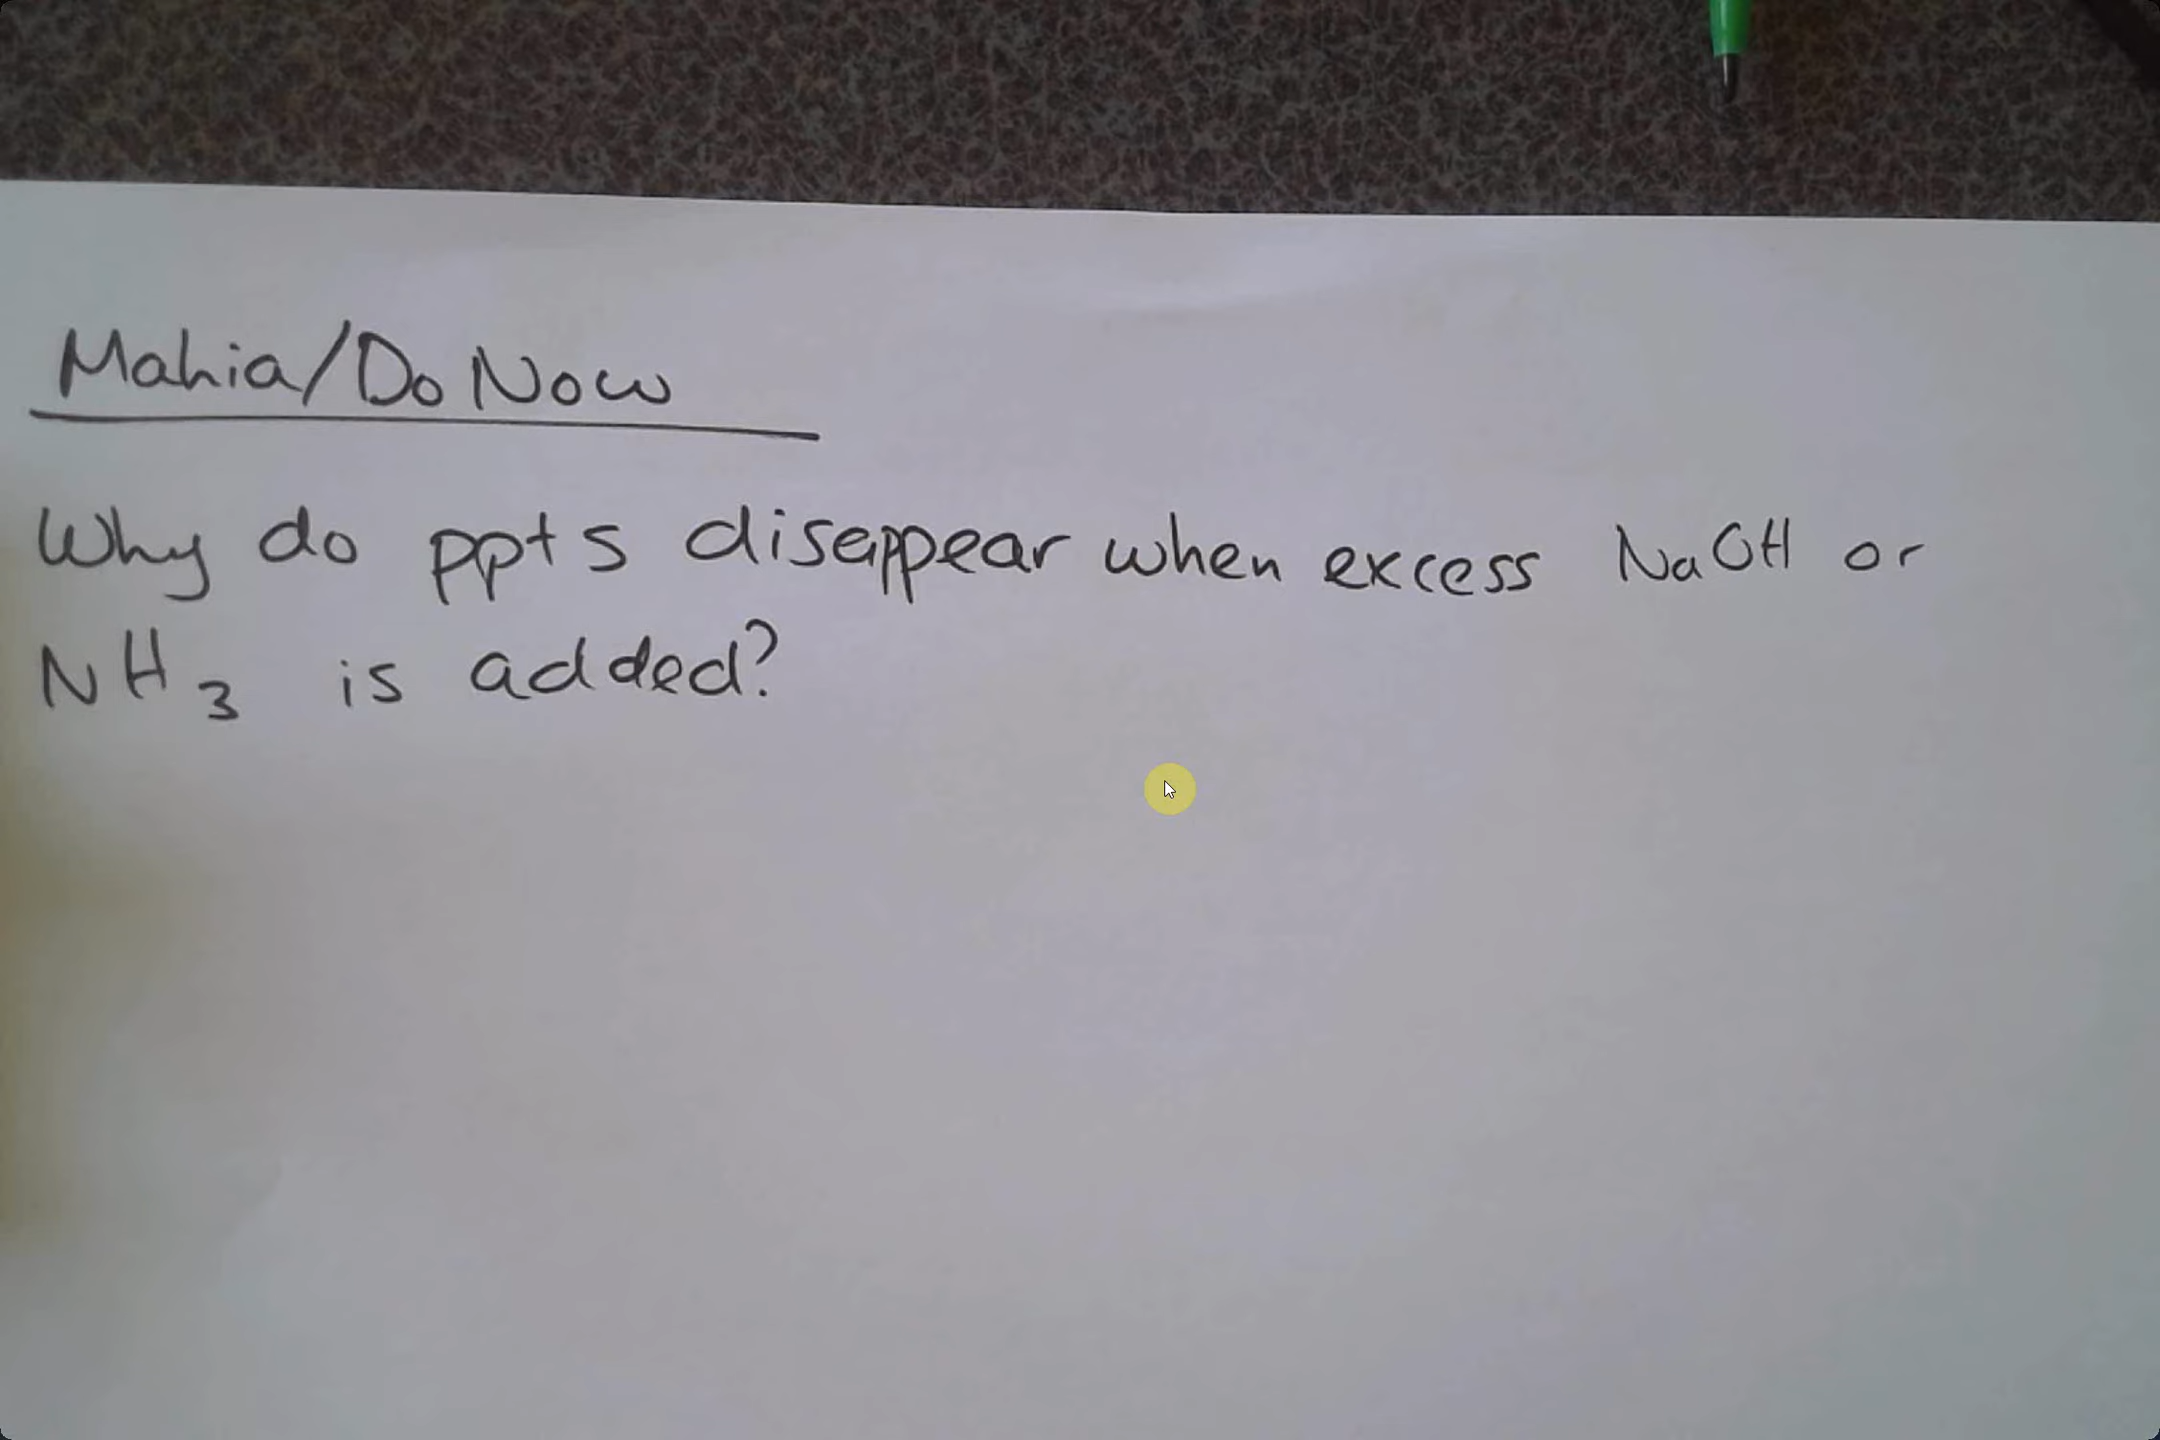 Mahia/Do Now
Why do ppts disappear when excess NaOH or
NH3 is added?